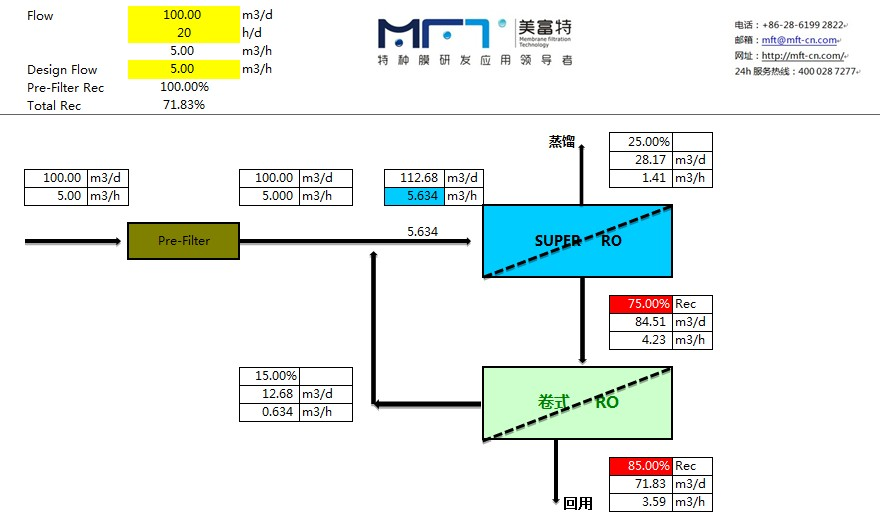 Flow 100.00 m3/d
20 h/d
5.00 m3/h
Design Flow 5.00 m3/h
Pre-Filter Rec 100.00%
Total Rec 71.83%
MFT 美富特
Membrane filtration
Technology
特种膜研发应用领导者
电话：+86-28-6199 2822
邮箱：mft@mft-cn.com
网址：http://mft-cn.com/
24h 服务热线：400 028 7277
蒸馏
25.00%
28.17 m3/d
1.41 m3/h
100.00 m3/d
5.00 m3/h
100.00 m3/d
5.000 m3/h
112.68 m3/d
5.634 m3/h
Pre-Filter
5.634
SUPER RO
75.00% Rec
84.51 m3/d
4.23 m3/h
15.00%
12.68 m3/d
0.634 m3/h
卷式 RO
85.00% Rec
71.83 m3/d
3.59 m3/h
回用